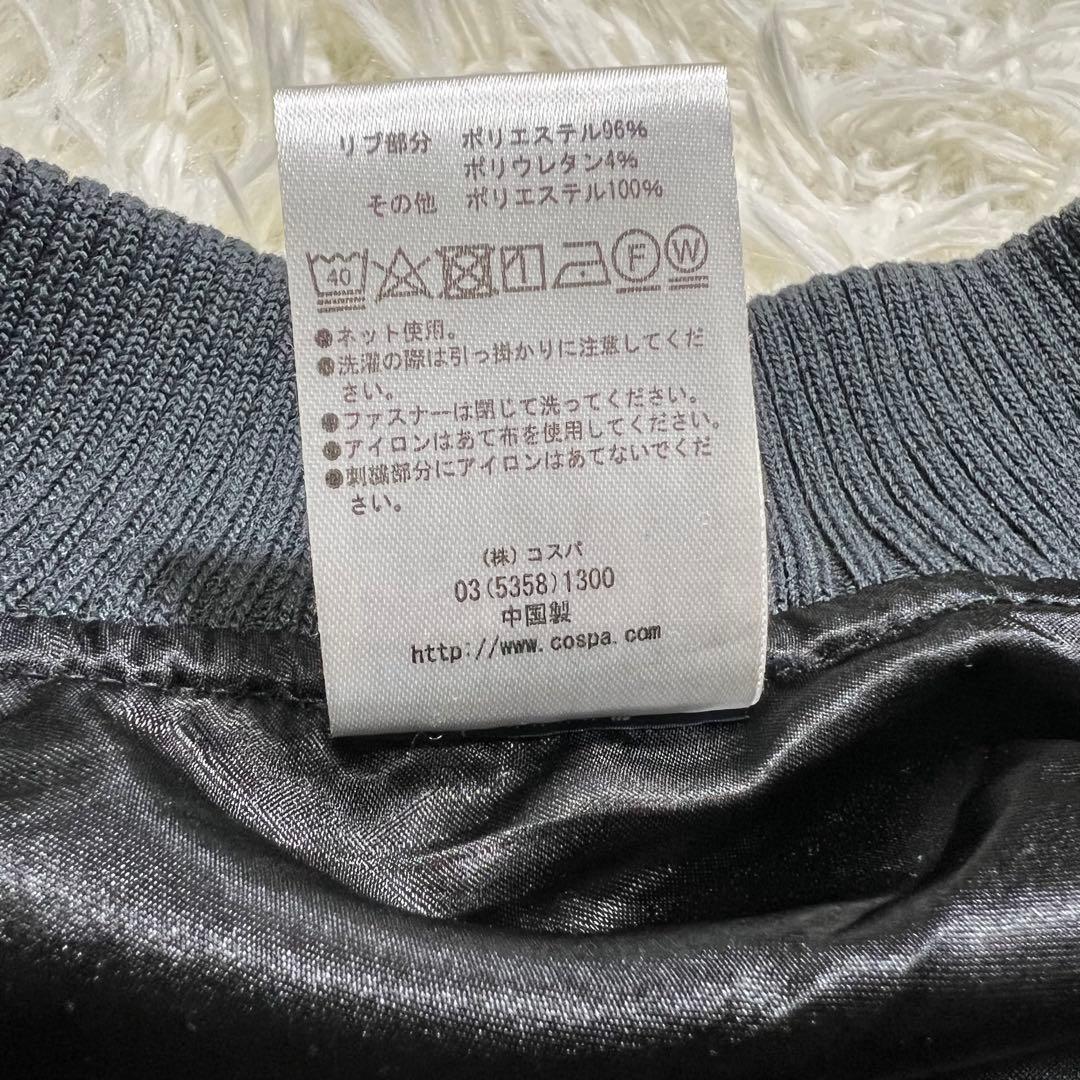 リブ部分 ポリエステル96%
ポリウレタン4%
その他 ポリエステル100%
40 F W
●ネット使用。
●洗濯の際は引っ掛かりに注意してくだ
さい。
●ファスナーは閉じて洗ってください。
●アイロンはあて布を使用してください。
●刺繍部分にアイロンはあてないでくだ
さい。
(株)コスパ
03(5358)1300
中国製
http://www.cospa.com